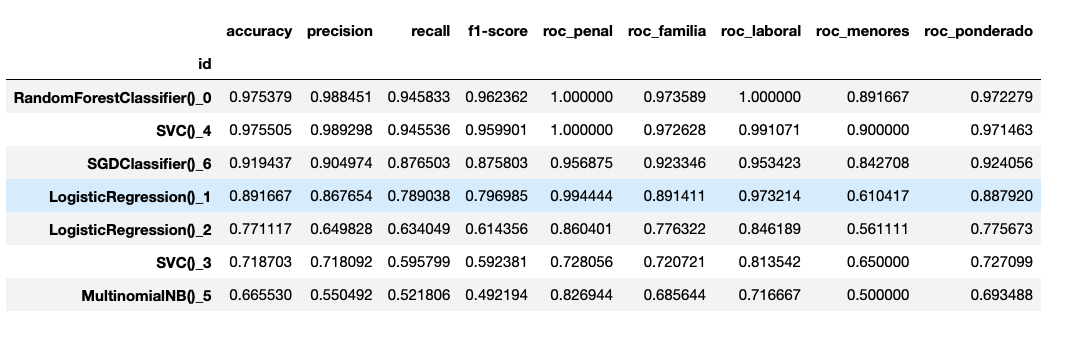 accuracy precision recall f1-score roc_penal roc_familia roc_laboral roc_menores roc_ponderado
id
RandomForestClassifier()_0 0.975379 0.988451 0.945833 0.962362 1.000000 0.973589 1.000000 0.891667 0.972279
SVC()_4 0.975505 0.989298 0.945536 0.959901 1.000000 0.972628 0.991071 0.900000 0.971463
SGDClassifier()_6 0.919437 0.904974 0.876503 0.875803 0.956875 0.923346 0.953423 0.842708 0.924056
LogisticRegression()_1 0.891667 0.867654 0.789038 0.796985 0.994444 0.891411 0.973214 0.610417 0.887920
LogisticRegression()_2 0.771117 0.649828 0.634049 0.614356 0.860401 0.776322 0.846189 0.561111 0.775673
SVC()_3 0.718703 0.718092 0.595799 0.592381 0.728056 0.720721 0.813542 0.650000 0.727099
MultinomialNB()_5 0.665530 0.550492 0.521806 0.492194 0.826944 0.685644 0.716667 0.500000 0.693488